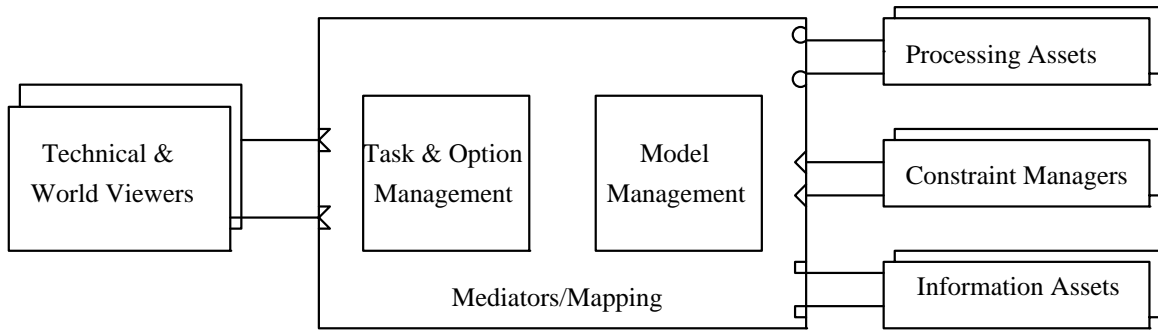 Technical &
World Viewers
Task & Option
Management
Model
Management
Mediators/Mapping
Processing Assets
Constraint Managers
Information Assets